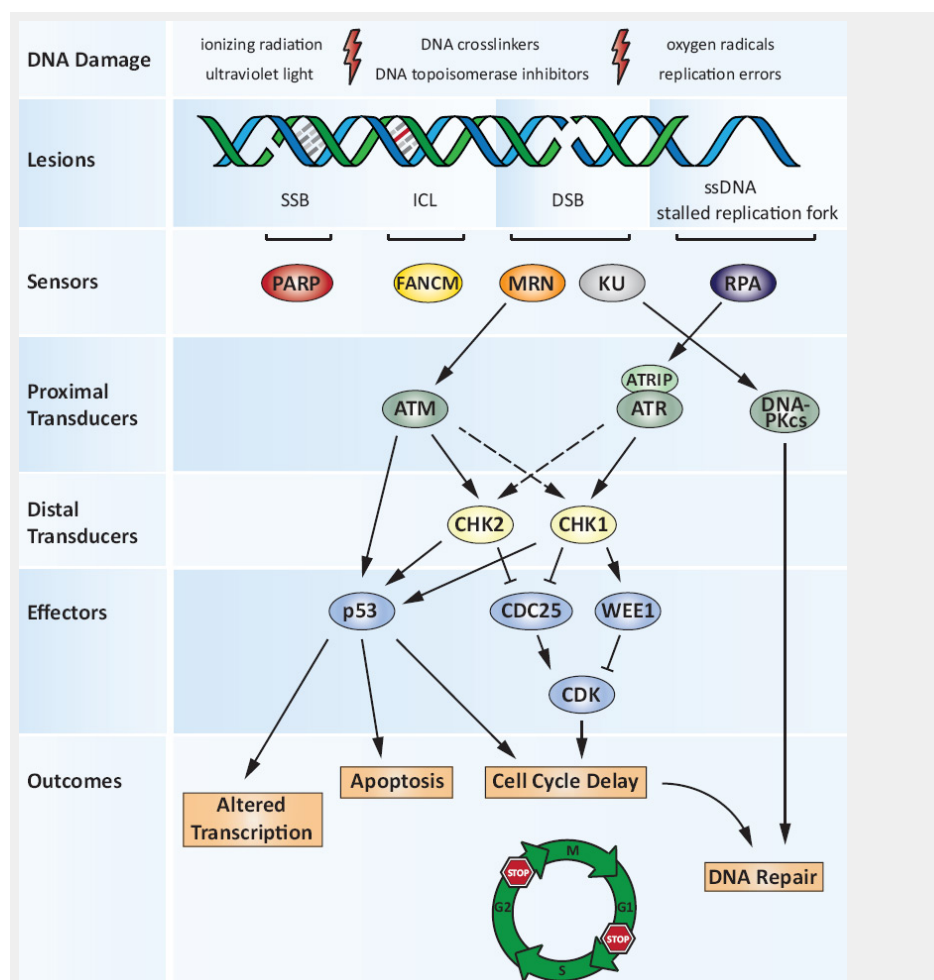 DNA Damage
ionizing radiation
ultraviolet light
DNA crosslinkers
DNA topoisomerase inhibitors
oxygen radicals
replication errors
Lesions
SSB
ICL
DSB
ssDNA
stalled replication fork
Sensors
PARP
FANCM
MRN
KU
RPA
Proximal
Transducers
ATM
ATRIP
ATR
DNA-
PKcs
Distal
Transducers
CHK2
CHK1
Effectors
p53
CDC25
WEE1
CDK
Outcomes
Altered
Transcription
Apoptosis
Cell Cycle Delay
DNA Repair
M
STOP
G2
G1
STOP
S